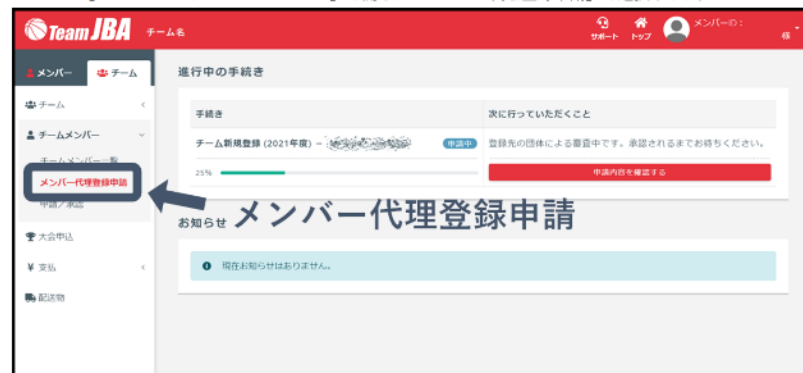 Team JBA チーム名
サポート トップ メンバーID： 様
メンバー チーム
チーム
チームメンバー
チームメンバー一覧
メンバー代理登録申請
申請／承認
大会申込
¥ 支払
配送物
進行中の手続き
手続き 次に行っていただくこと
チーム新規登録 (2021年度) – 申請中 登録先の団体による審査中です。承認されるまでお待ちください。
25% 申請内容を確認する
お知らせ
メンバー代理登録申請
現在お知らせはありません。